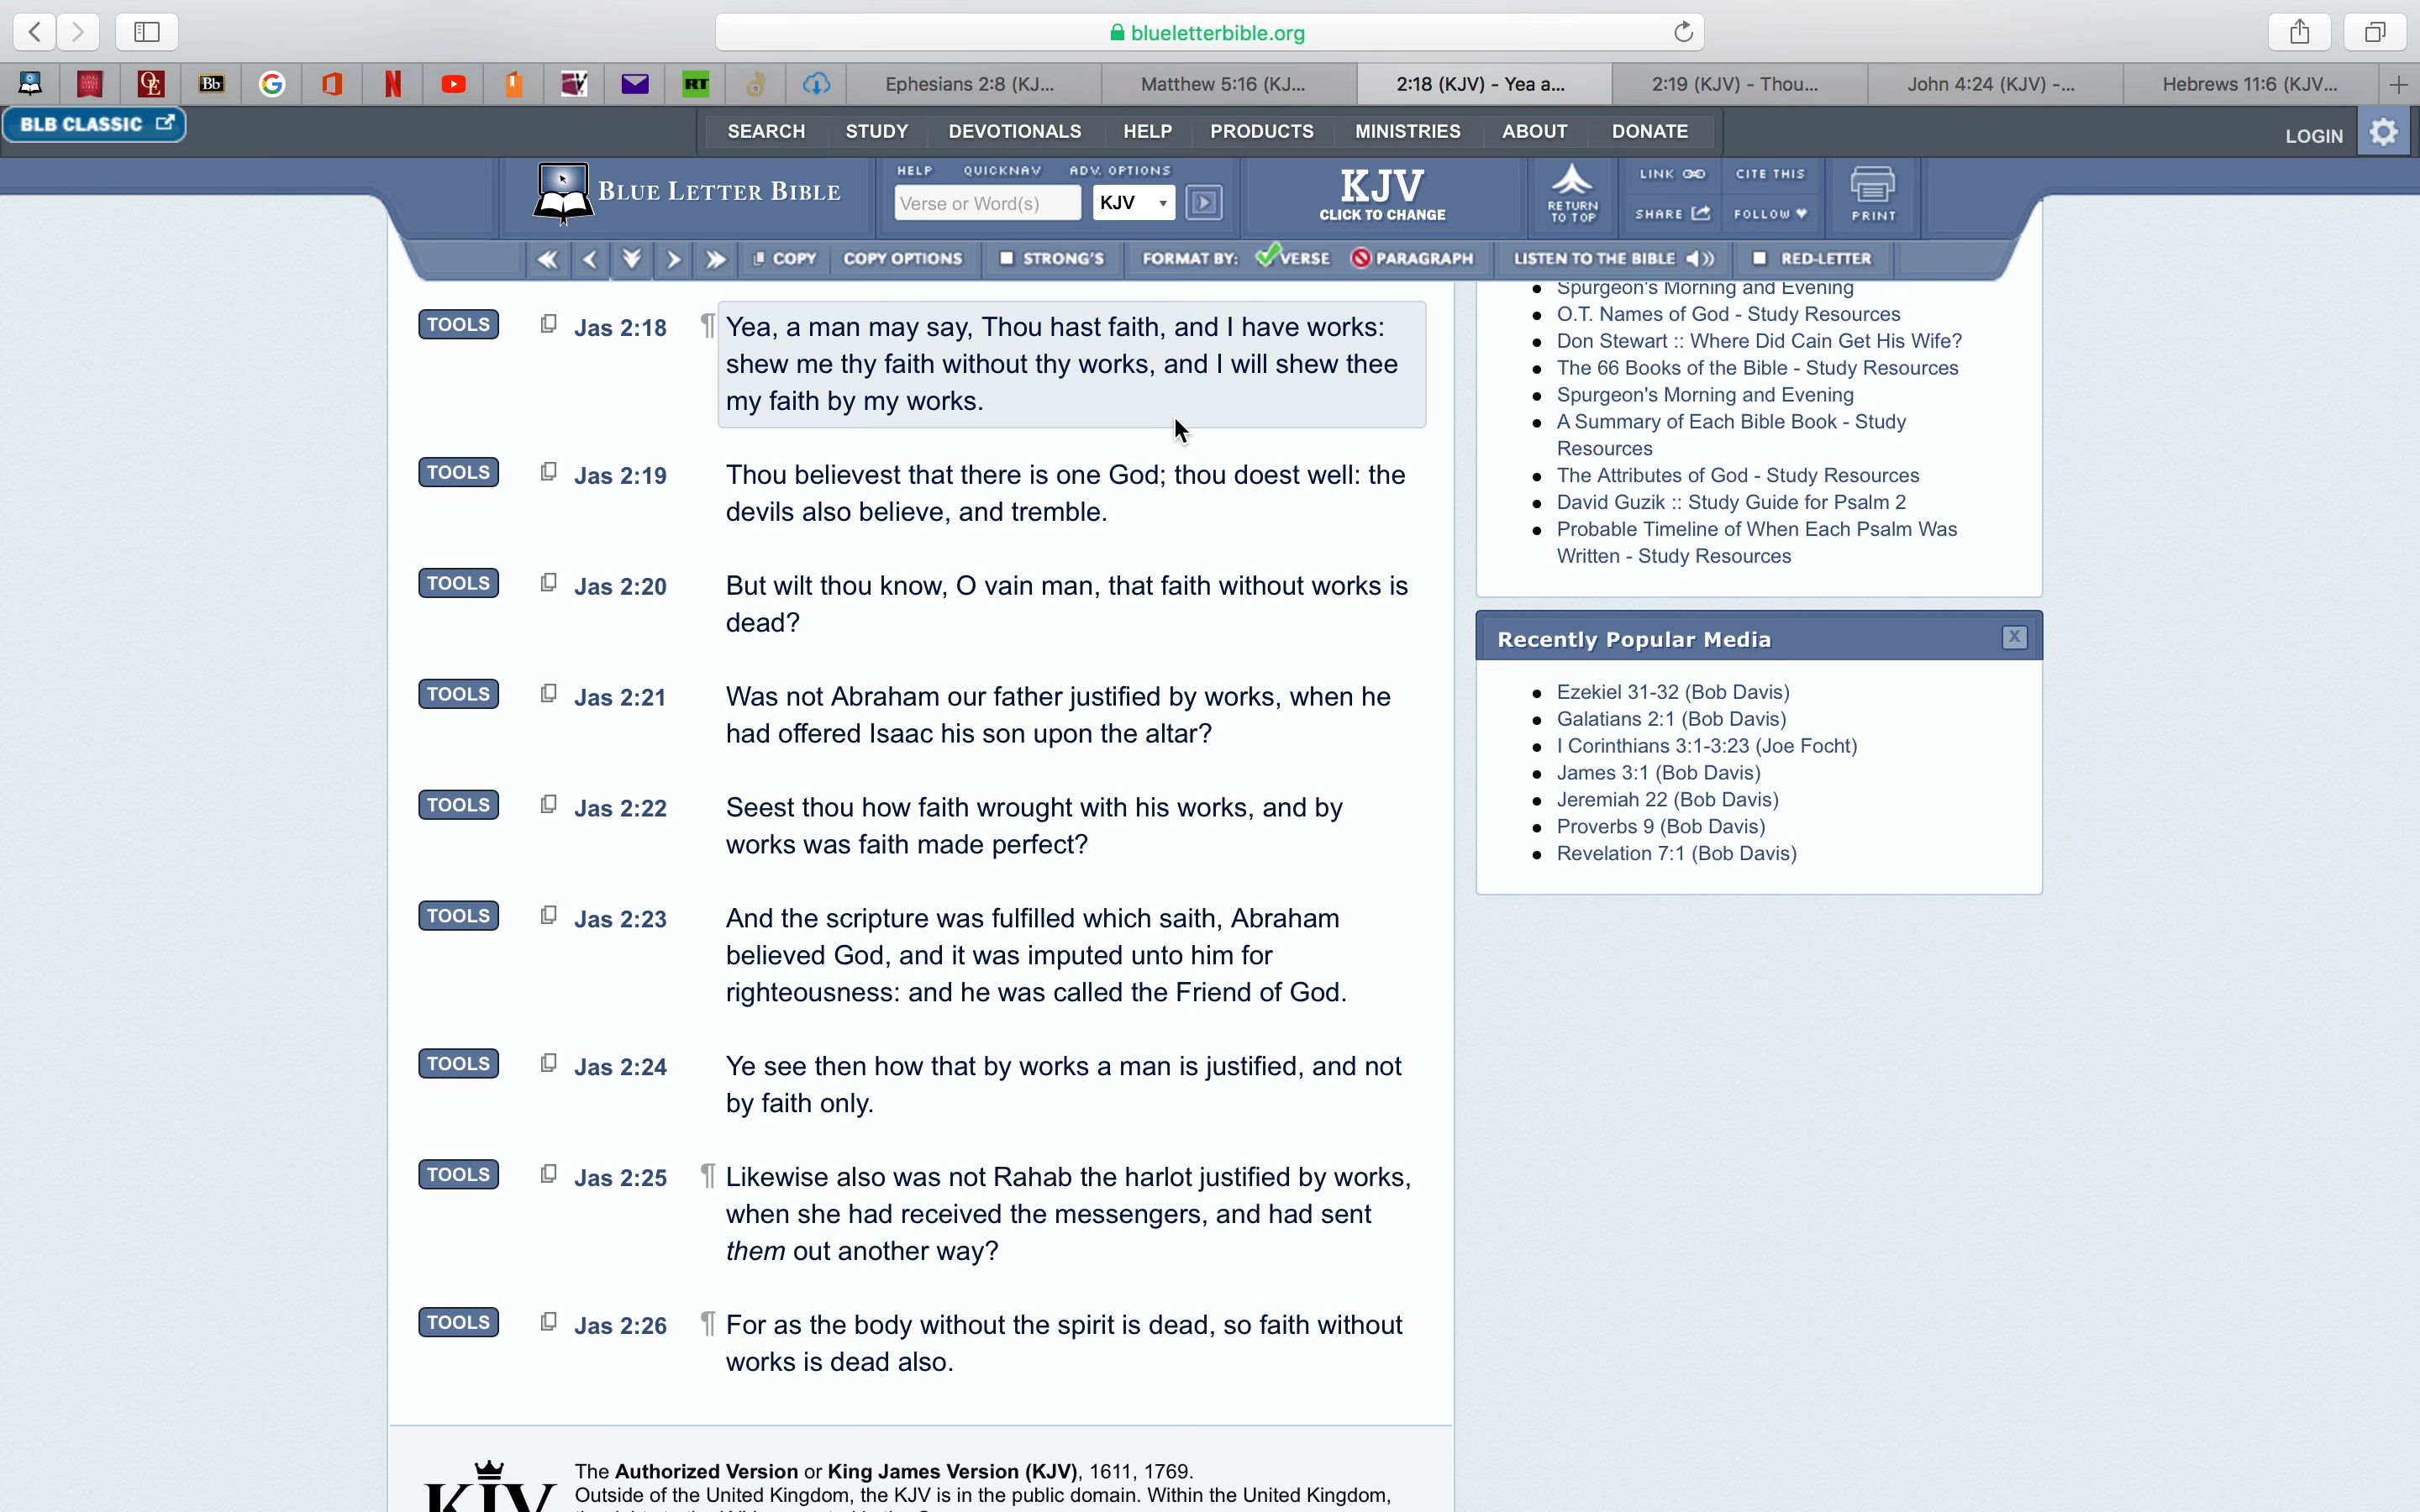 blueletterbible.org
Bb
RT
Ephesians 2:8 (KJ...
Matthew 5:16 (KJ...
2:18 (KJV) - Yea a...
2:19 (KJV) - Thou...
John 4:24 (KJV) -...
Hebrews 11:6 (KJV...
BLB CLASSIC
SEARCH STUDY DEVOTIONALS HELP PRODUCTS MINISTRIES ABOUT DONATE
LOGIN
BLUE LETTER BIBLE
HELP QUICKNAV ADV. OPTIONS
Verse or Word(s)
KJV
KJV
CLICK TO CHANGE
RETURN
TO TOP
LINK
CITE THIS
SHARE
FOLLOW
PRINT
COPY COPY OPTIONS STRONG'S FORMAT BY: VERSE PARAGRAPH LISTEN TO THE BIBLE RED-LETTER
TOOLS Jas 2:18 ¶ Yea, a man may say, Thou hast faith, and I have works:
shew me thy faith without thy works, and I will shew thee
my faith by my works.
TOOLS Jas 2:19 Thou believest that there is one God; thou doest well: the
devils also believe, and tremble.
TOOLS Jas 2:20 But wilt thou know, O vain man, that faith without works is
dead?
TOOLS Jas 2:21 Was not Abraham our father justified by works, when he
had offered Isaac his son upon the altar?
TOOLS Jas 2:22 Seest thou how faith wrought with his works, and by
works was faith made perfect?
TOOLS Jas 2:23 And the scripture was fulfilled which saith, Abraham
believed God, and it was imputed unto him for
righteousness: and he was called the Friend of God.
TOOLS Jas 2:24 Ye see then how that by works a man is justified, and not
by faith only.
TOOLS Jas 2:25 ¶ Likewise also was not Rahab the harlot justified by works,
when she had received the messengers, and had sent
them out another way?
TOOLS Jas 2:26 ¶ For as the body without the spirit is dead, so faith without
works is dead also.
KJV
The Authorized Version or King James Version (KJV), 1611, 1769.
Outside of the United Kingdom, the KJV is in the public domain. Within the United Kingdom,
Spurgeon's Morning and Evening
O.T. Names of God - Study Resources
Don Stewart :: Where Did Cain Get His Wife?
The 66 Books of the Bible - Study Resources
Spurgeon's Morning and Evening
A Summary of Each Bible Book - Study
Resources
The Attributes of God - Study Resources
David Guzik :: Study Guide for Psalm 2
Probable Timeline of When Each Psalm Was
Written - Study Resources
Recently Popular Media
X
Ezekiel 31-32 (Bob Davis)
Galatians 2:1 (Bob Davis)
I Corinthians 3:1-3:23 (Joe Focht)
James 3:1 (Bob Davis)
Jeremiah 22 (Bob Davis)
Proverbs 9 (Bob Davis)
Revelation 7:1 (Bob Davis)